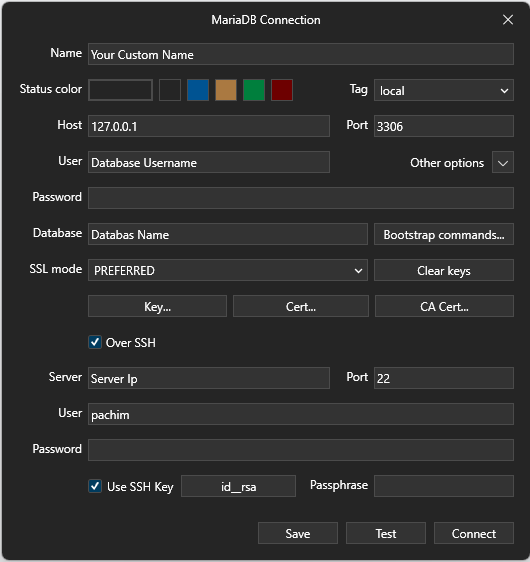 MariaDB Connection
Name Your Custom Name
Status color Tag local
Host 127.0.0.1 Port 3306
User Database Username Other options
Password
Database Databas Name Bootstrap commands...
SSL mode PREFERRED Clear keys
Key... Cert... CA Cert...
Over SSH
Server Server Ip Port 22
User pachim
Password
Use SSH Key id__rsa Passphrase
Save Test Connect